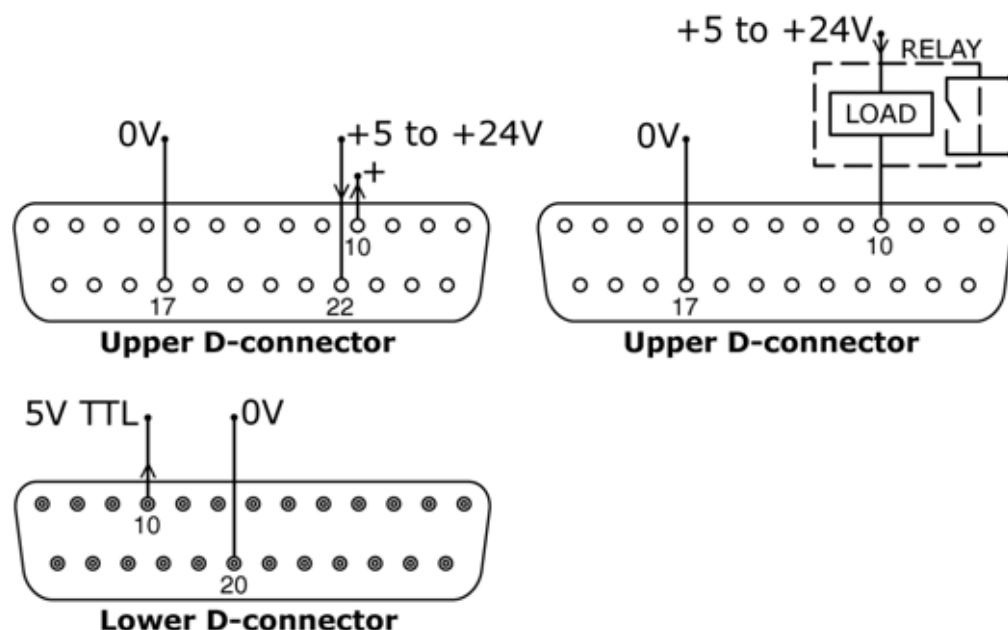 0V
+5 to +24V
+
10
17
22
Upper D-connector
+5 to +24V
RELAY
LOAD
0V
10
17
Upper D-connector
5V TTL
0V
10
20
Lower D-connector